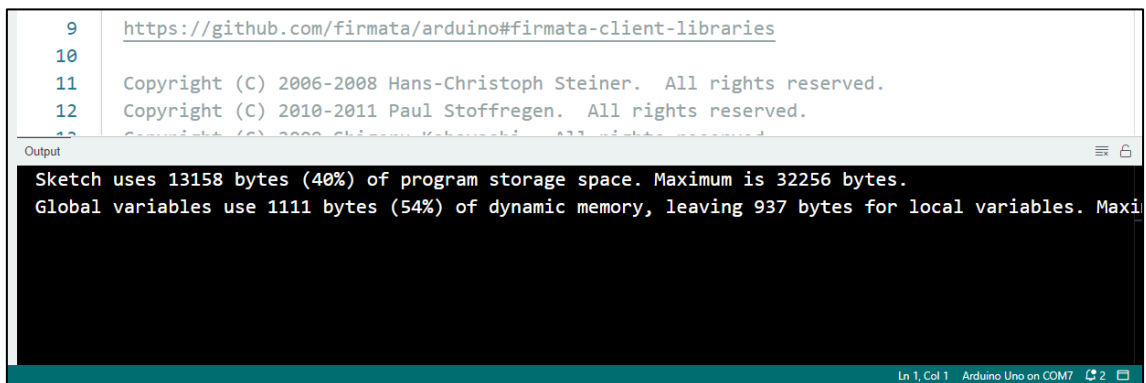 9 https://github.com/firmata/arduino#firmata-client-libraries
10
11 Copyright (C) 2006-2008 Hans-Christoph Steiner.  All rights reserved.
12 Copyright (C) 2010-2011 Paul Stoffregen.  All rights reserved.
Output
Sketch uses 13158 bytes (40%) of program storage space. Maximum is 32256 bytes.
Global variables use 1111 bytes (54%) of dynamic memory, leaving 937 bytes for local variables.
Ln 1, Col 1 Arduino Uno on COM7 2